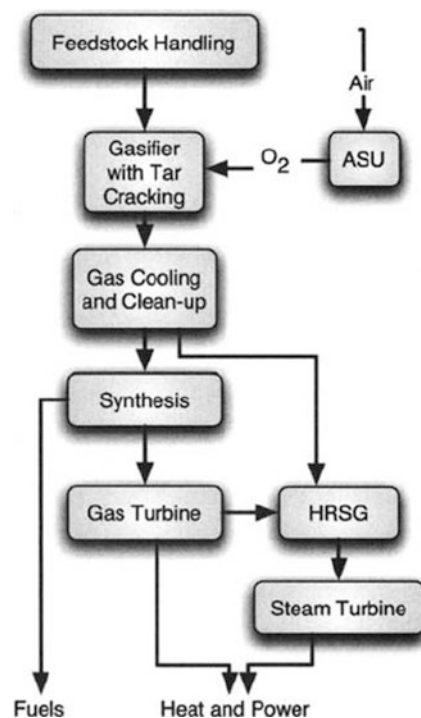 Feedstock Handling
Air
Gasifier
with Tar
Cracking
O2
ASU
Gas Cooling
and Clean-up
Synthesis
Gas Turbine
HRSG
Steam Turbine
Fuels
Heat and Power